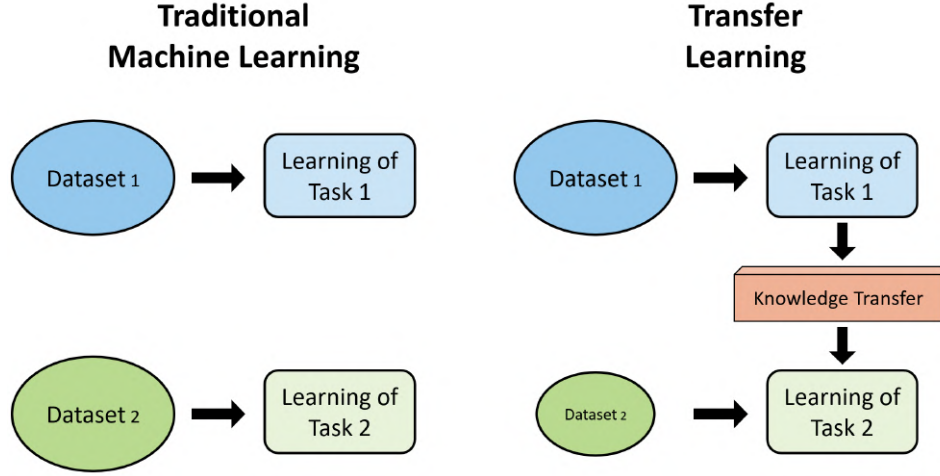 Traditional
Machine Learning
Dataset 1
Learning of
Task 1
Dataset 2
Learning of
Task 2
Transfer
Learning
Dataset 1
Learning of
Task 1
Knowledge Transfer
Dataset 2
Learning of
Task 2